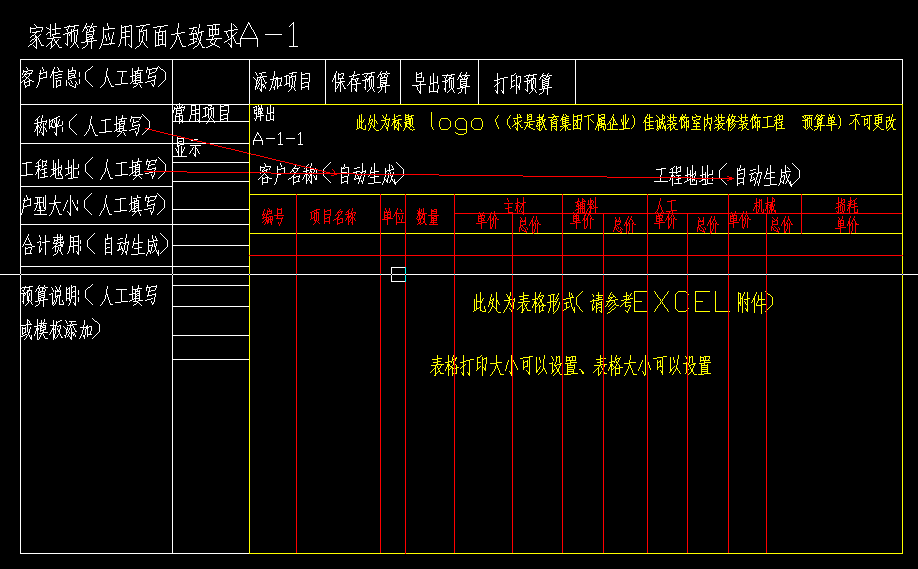 家装预算应用页面大致要求A-1
客户信息:(人工填写)
添加项目 保存预算 导出预算 打印预算
称呼:(人工填写)
常用项目
显示
弹出
A-1-1
此处为标题 logo((求是教育集团下属企业)佳诚装饰室内装修装饰工程 预算单)不可更改
工程地址:(人工填写)
客户名称:(自动生成) 工程地址:(自动生成)
户型大小:(人工填写)
编号 项目名称 单位 数量 主材 辅料 人工 机械 损耗
单价 总价 单价 总价 单价 总价 单价 总价 单价
合计费用:(自动生成)
预算说明:(人工填写
或模板添加)
此处为表格形式(请参考EXCEL附件)
表格打印大小可以设置、表格大小可以设置